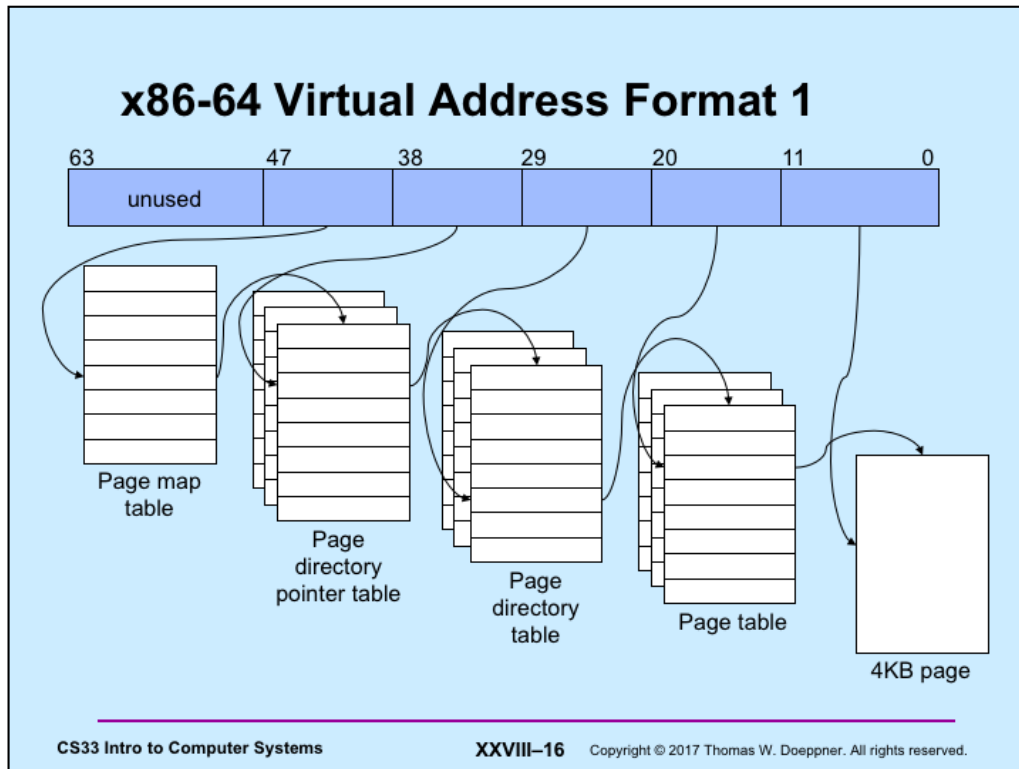 x86-64 Virtual Address Format 1
63 47 38 29 20 11 0
unused
Page map
table
Page
directory
pointer table
Page
directory
table
Page table
4KB page
CS33 Intro to Computer Systems XXVIII–16 Copyright © 2017 Thomas W. Doeppner. All rights reserved.